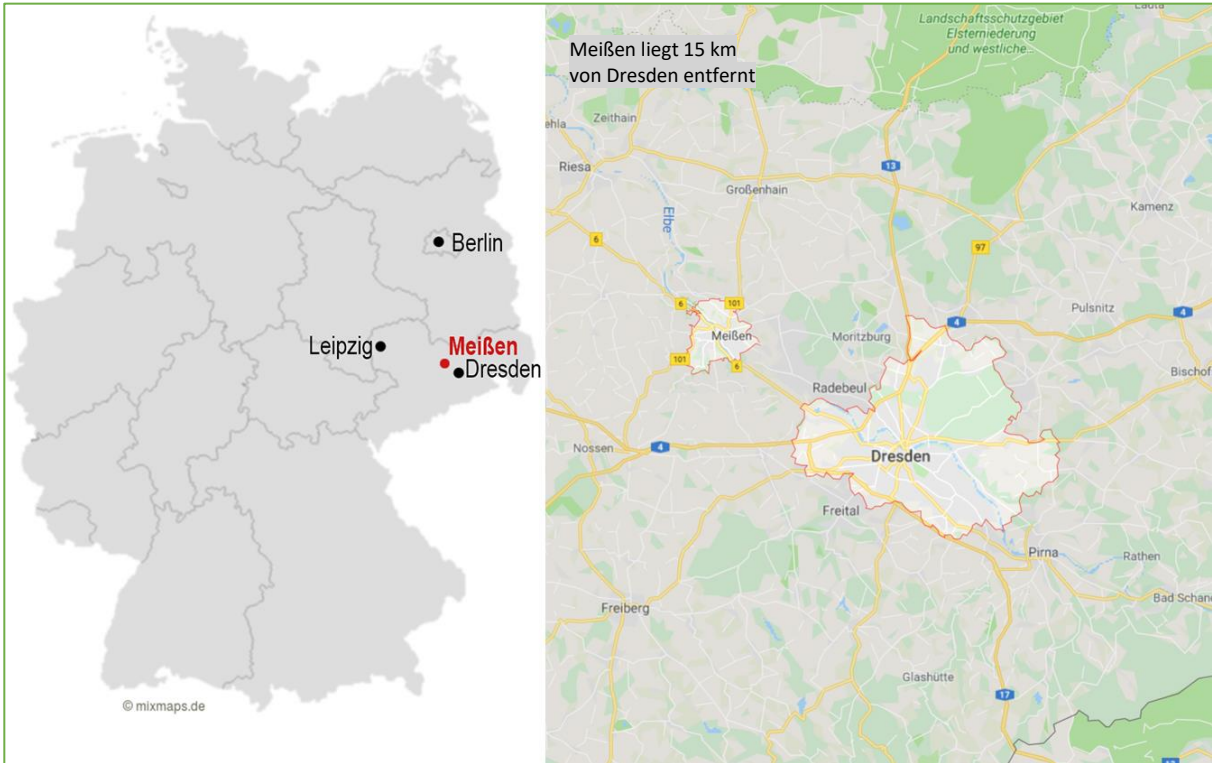 Berlin
Leipzig
Meißen
Dresden
© mixmaps.de
Meißen liegt 15 km
von Dresden entfernt
Landschaftsschutzgebiet
Elsterniederung
und westliche...
Zeithain
Riesa
13
Großenhain
Kamenz
Elbe
6
97
6
101
Pulsnitz
4
4
Meißen
Moritzburg
101
6
Radebeul
Bischof
Nossen
4
Dresden
Freital
Pirna
Rathen
Bad Schan
Freiberg
Glashütte
17